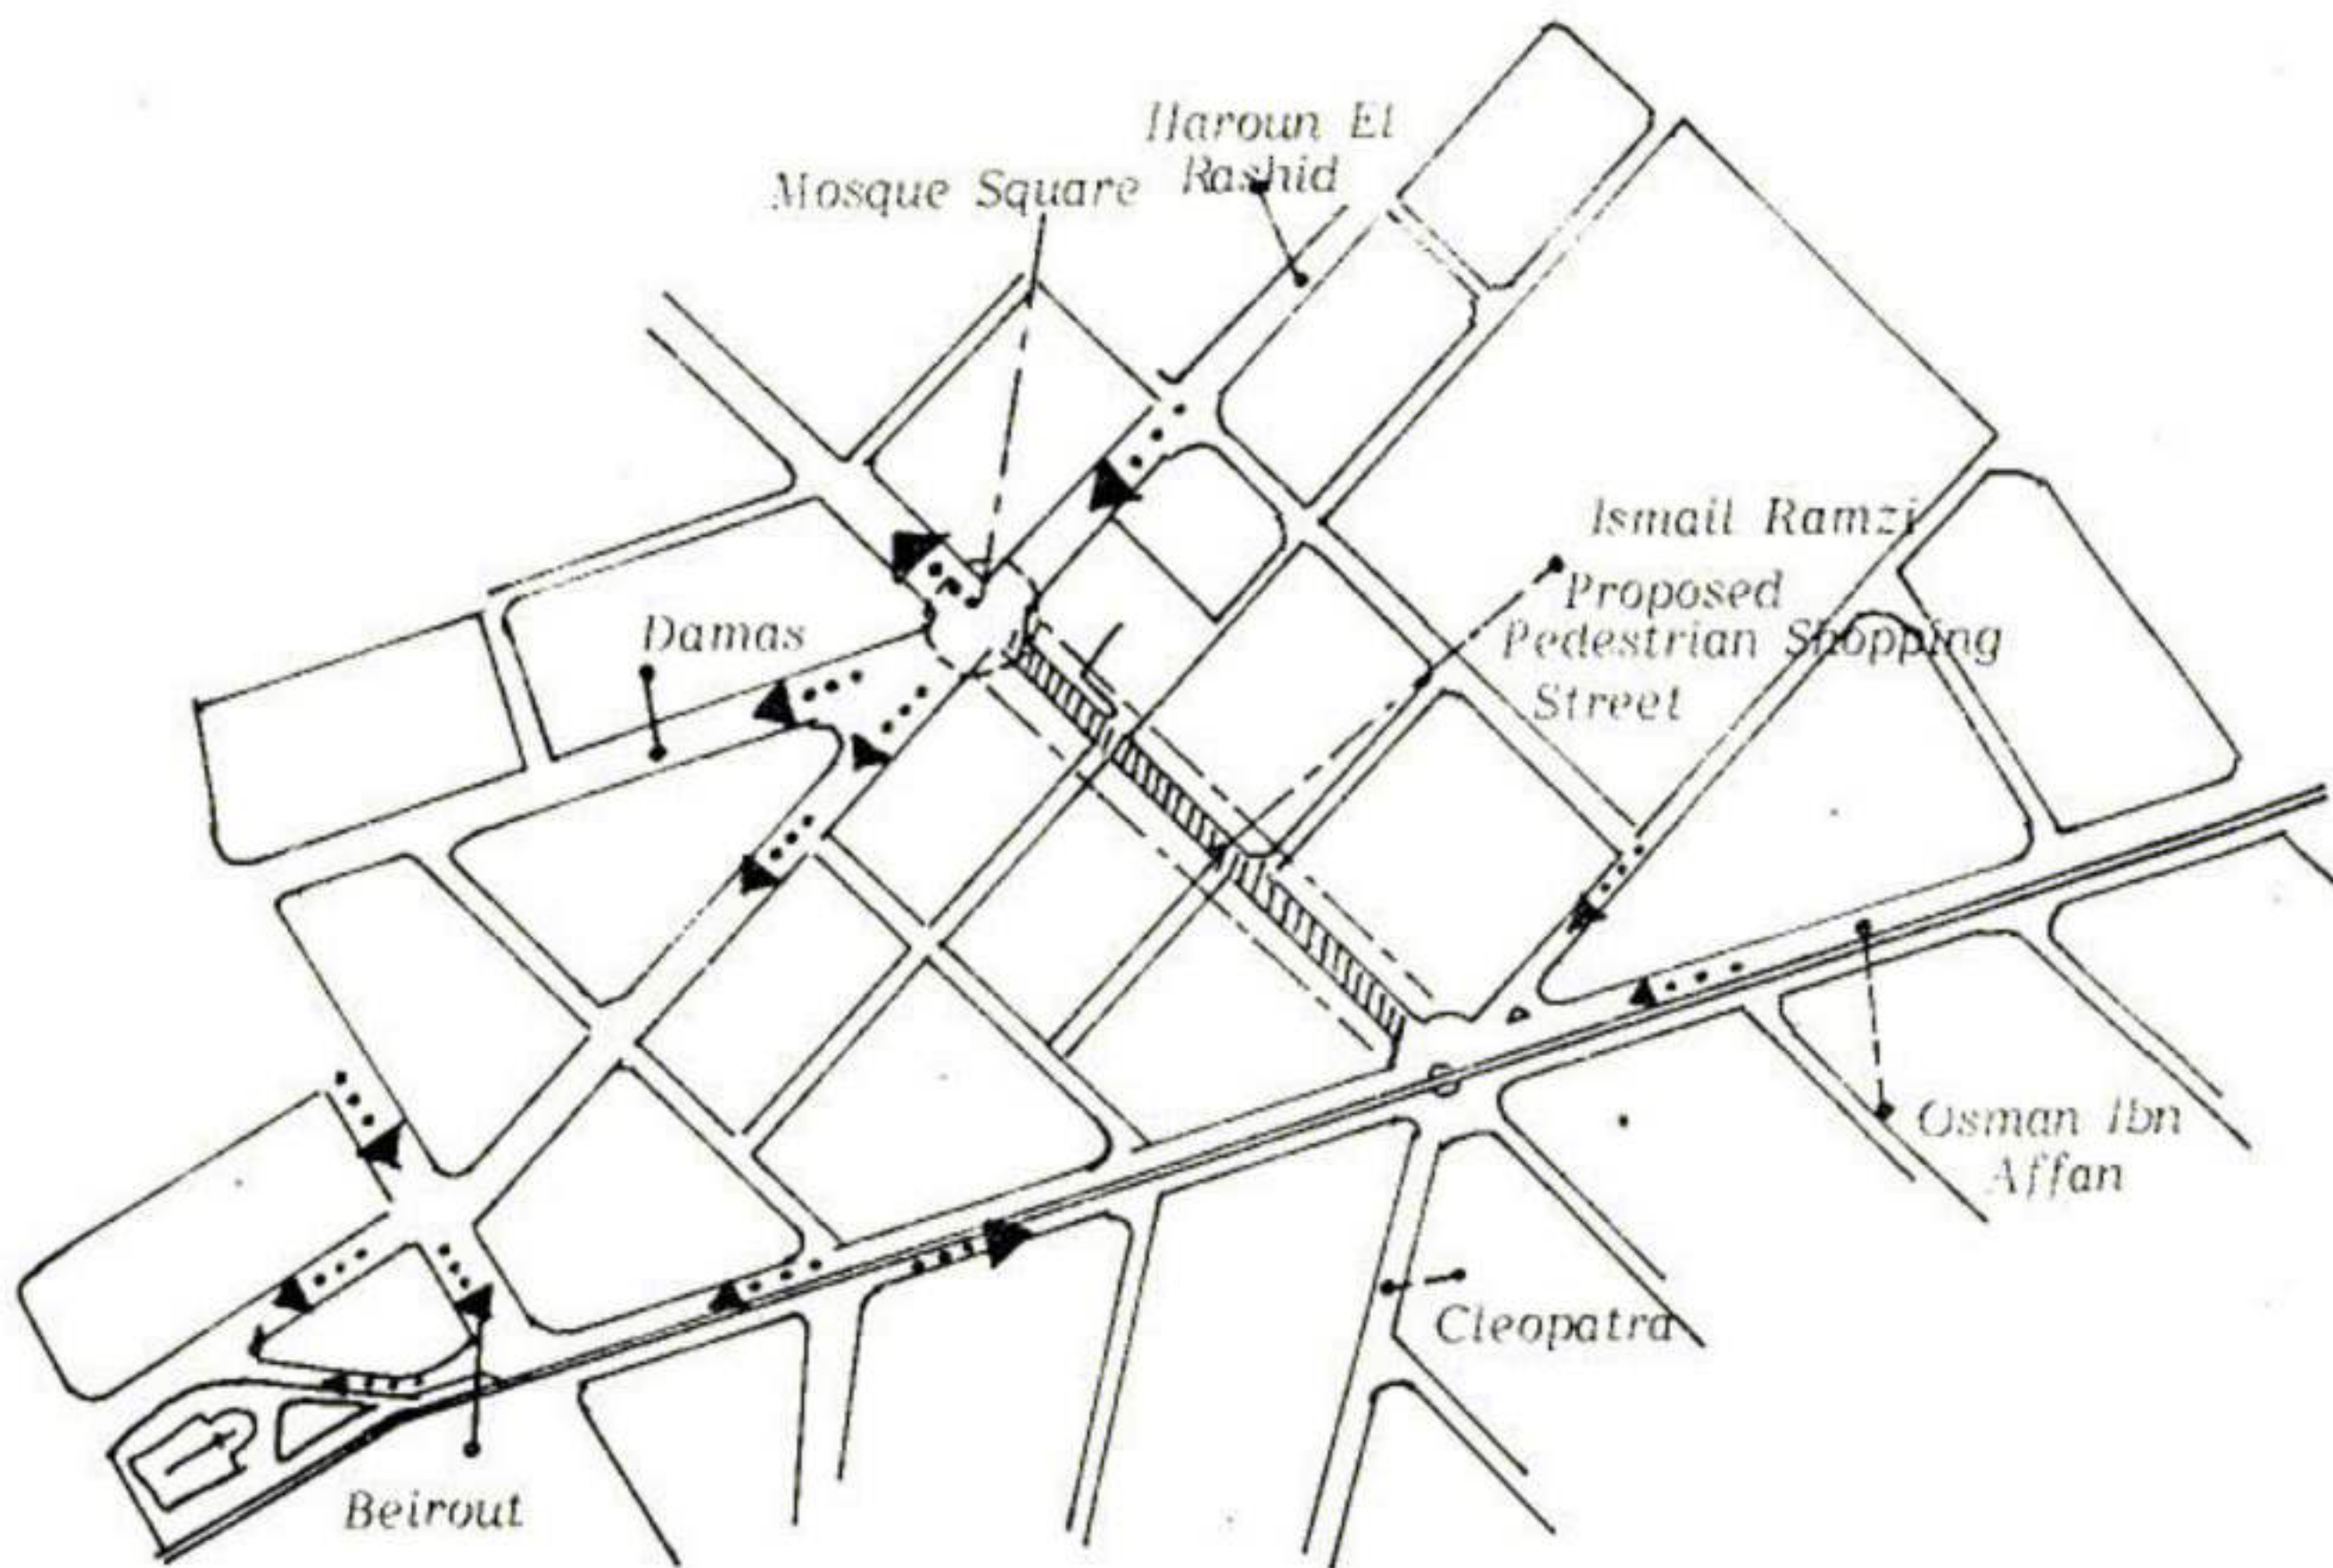 Haroun El
Rashid
Mosque Square
Ismail Ramzi
Proposed
Pedestrian Shopping
Street
Damas
Osman Ibn
Affan
Cleopatra
Beirout